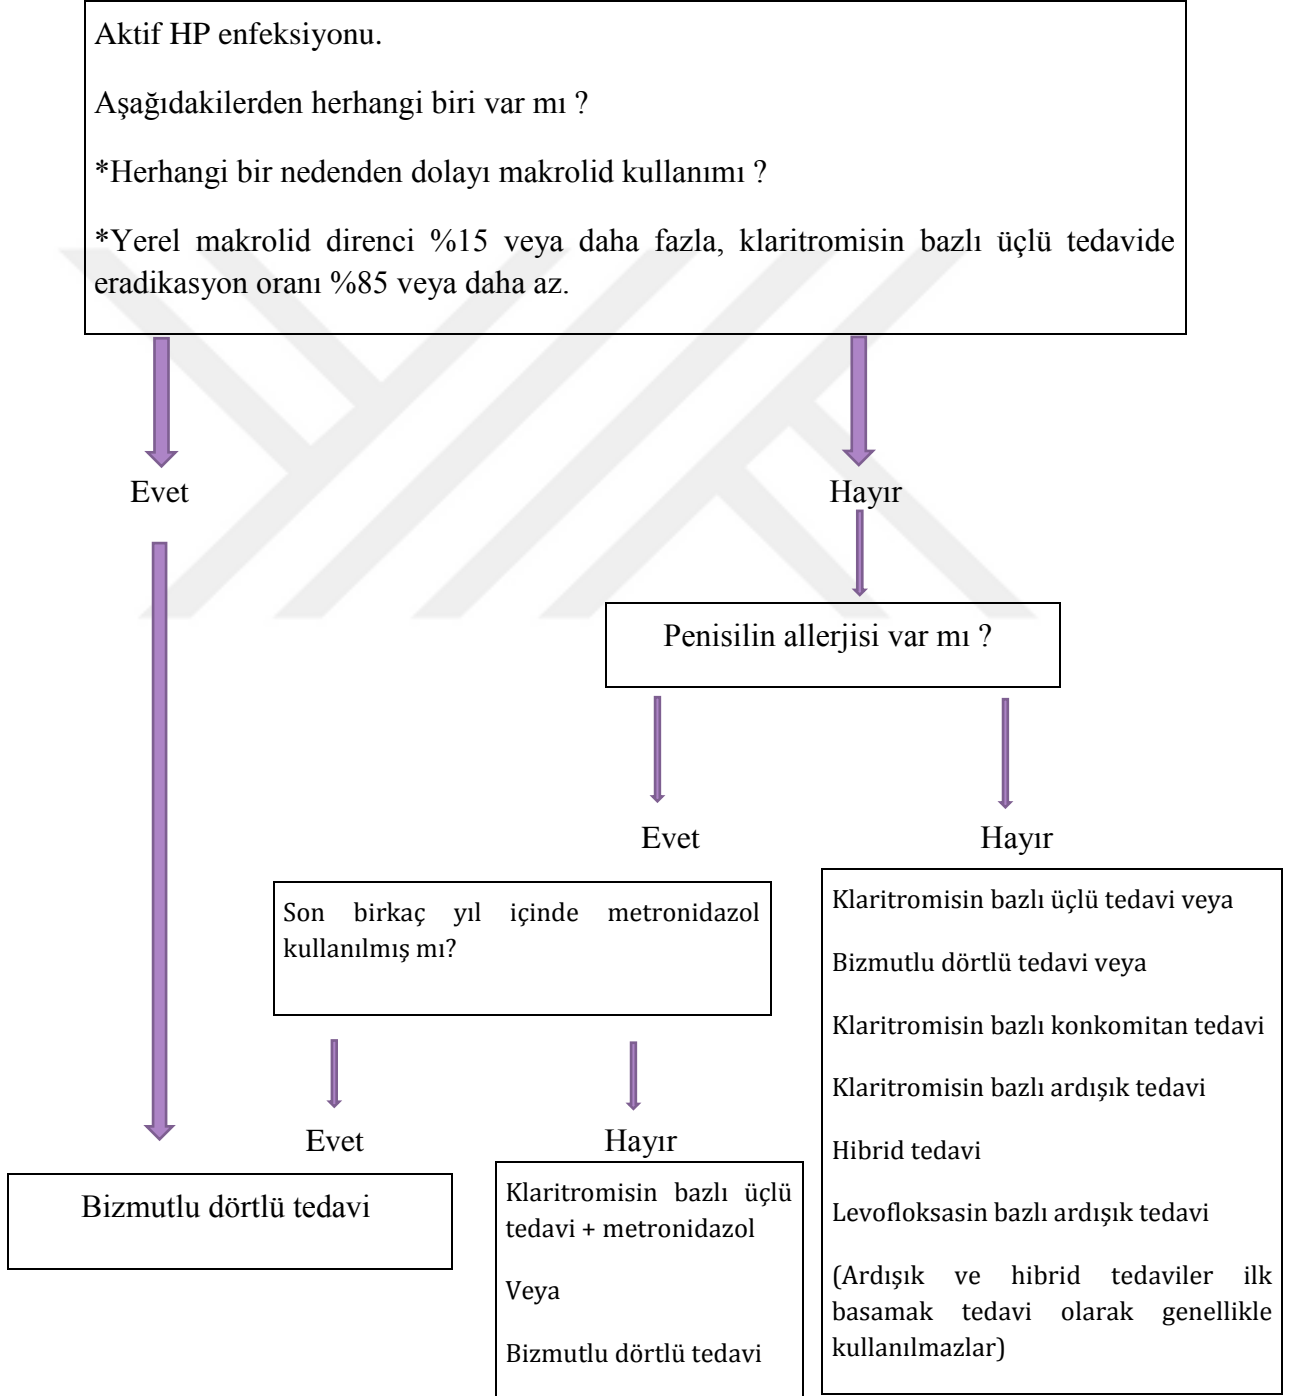 Aktif HP enfeksiyonu.
Aşağıdakilerden herhangi biri var mı ?
*Herhangi bir nedenden dolayı makrolid kullanımı ?
*Yerel makrolid direnci %15 veya daha fazla, klaritromisin bazlı üçlü tedavide
eradikasyon oranı %85 veya daha az.
Evet
Hayır
Penisilin allerjisi var mı ?
Evet
Hayır
Son birkaç yıl içinde metronidazol
kullanılmış mı?
Klaritromisin bazlı üçlü tedavi veya
Bizmutlu dörtlü tedavi veya
Klaritromisin bazlı konkomitan tedavi
Klaritromisin bazlı ardışık tedavi
Hibrid tedavi
Levofloksasin bazlı ardışık tedavi
(Ardışık ve hibrid tedaviler ilk
basamak tedavi olarak genellikle
kullanılmazlar)
Evet
Hayır
Bizmutlu dörtlü tedavi
Klaritromisin bazlı üçlü
tedavi + metronidazol
Veya
Bizmutlu dörtlü tedavi